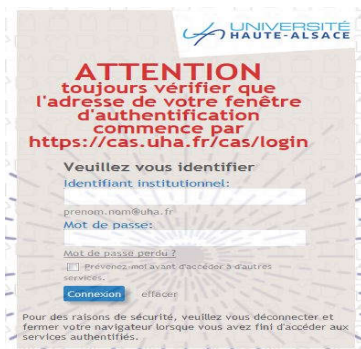 UNIVERSITÉ
HAUTE-ALSACE
ATTENTION
toujours vérifier que
l'adresse de votre fenêtre
d'authentification
commence par
https://cas.uha.fr/cas/login
Veuillez vous identifier
Identifiant institutionnel:
prenom.nom@uha.fr
Mot de passe:
Mot de passe perdu ?
Prévenez-moi avant d'accéder à d'autres
services.
Connexion effacer
Pour des raisons de sécurité, veuillez vous déconnecter et
fermer votre navigateur lorsque vous avez fini d'accéder aux
services authentifiés.